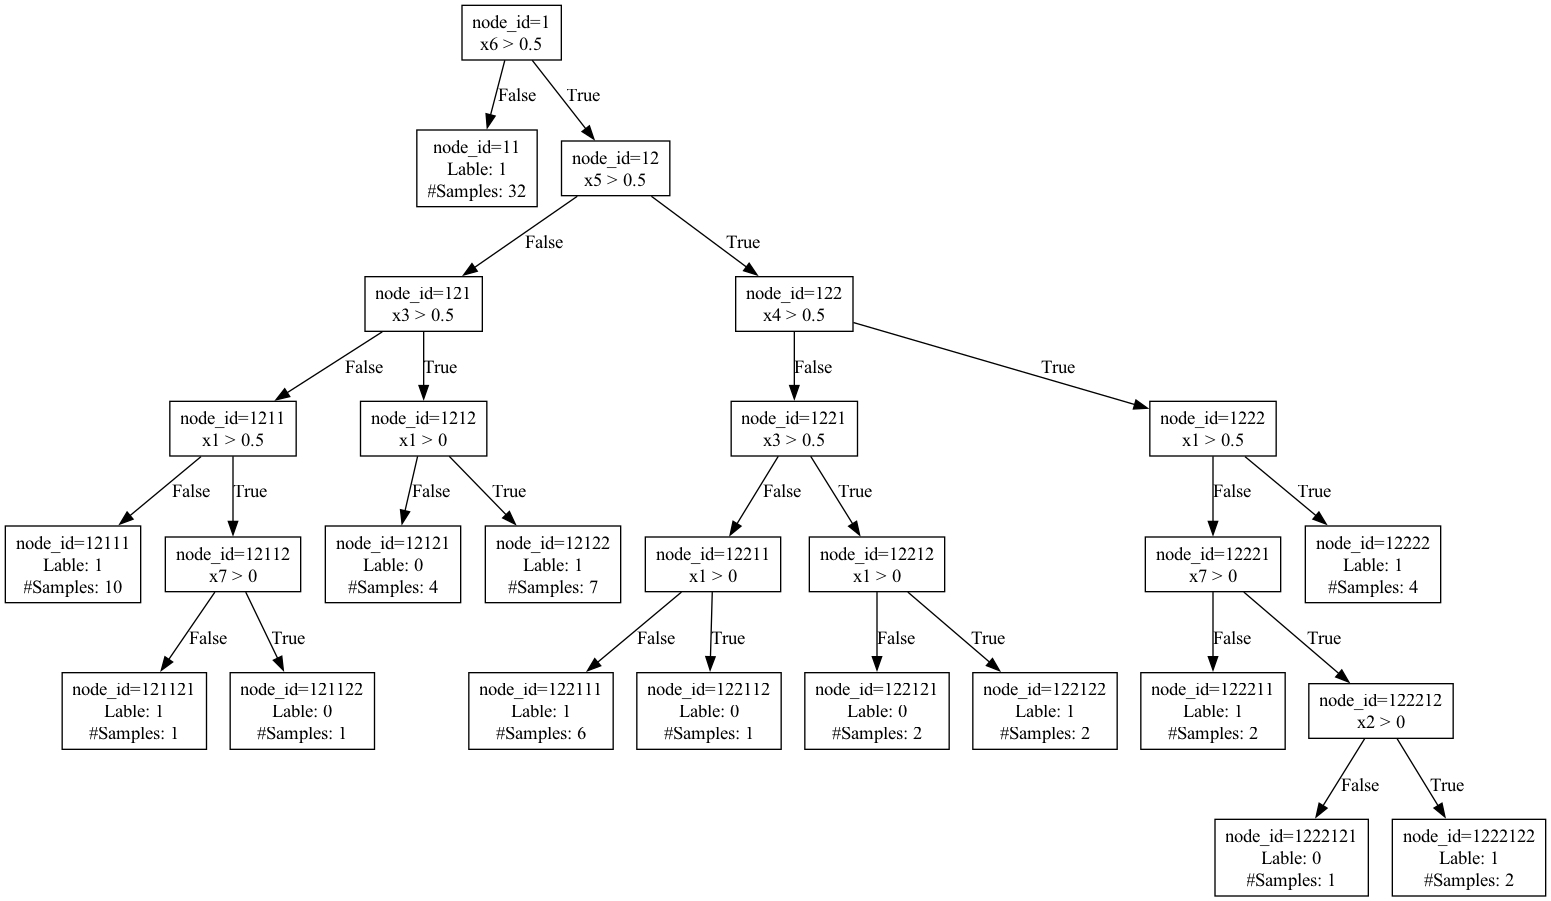 node_id=1
x6 > 0.5
False
True
node_id=11
Lable: 1
#Samples: 32
node_id=12
x5 > 0.5
False
True
node_id=121
x3 > 0.5
node_id=122
x4 > 0.5
False
True
False
True
node_id=1211
x1 > 0.5
node_id=1212
x1 > 0
node_id=1221
x3 > 0.5
node_id=1222
x1 > 0.5
False
True
False
True
False
True
False
True
node_id=12111
Lable: 1
#Samples: 10
node_id=12112
x7 > 0
node_id=12121
Lable: 0
#Samples: 4
node_id=12122
Lable: 1
#Samples: 7
node_id=12211
x1 > 0
node_id=12212
x1 > 0
node_id=12221
x7 > 0
node_id=12222
Lable: 1
#Samples: 4
False
True
False
True
False
True
False
True
node_id=121121
Lable: 1
#Samples: 1
node_id=121122
Lable: 0
#Samples: 1
node_id=122111
Lable: 1
#Samples: 6
node_id=122112
Lable: 0
#Samples: 1
node_id=122121
Lable: 0
#Samples: 2
node_id=122122
Lable: 1
#Samples: 2
node_id=122211
Lable: 1
#Samples: 2
node_id=122212
x2 > 0
False
True
node_id=1222121
Lable: 0
#Samples: 1
node_id=1222122
Lable: 1
#Samples: 2